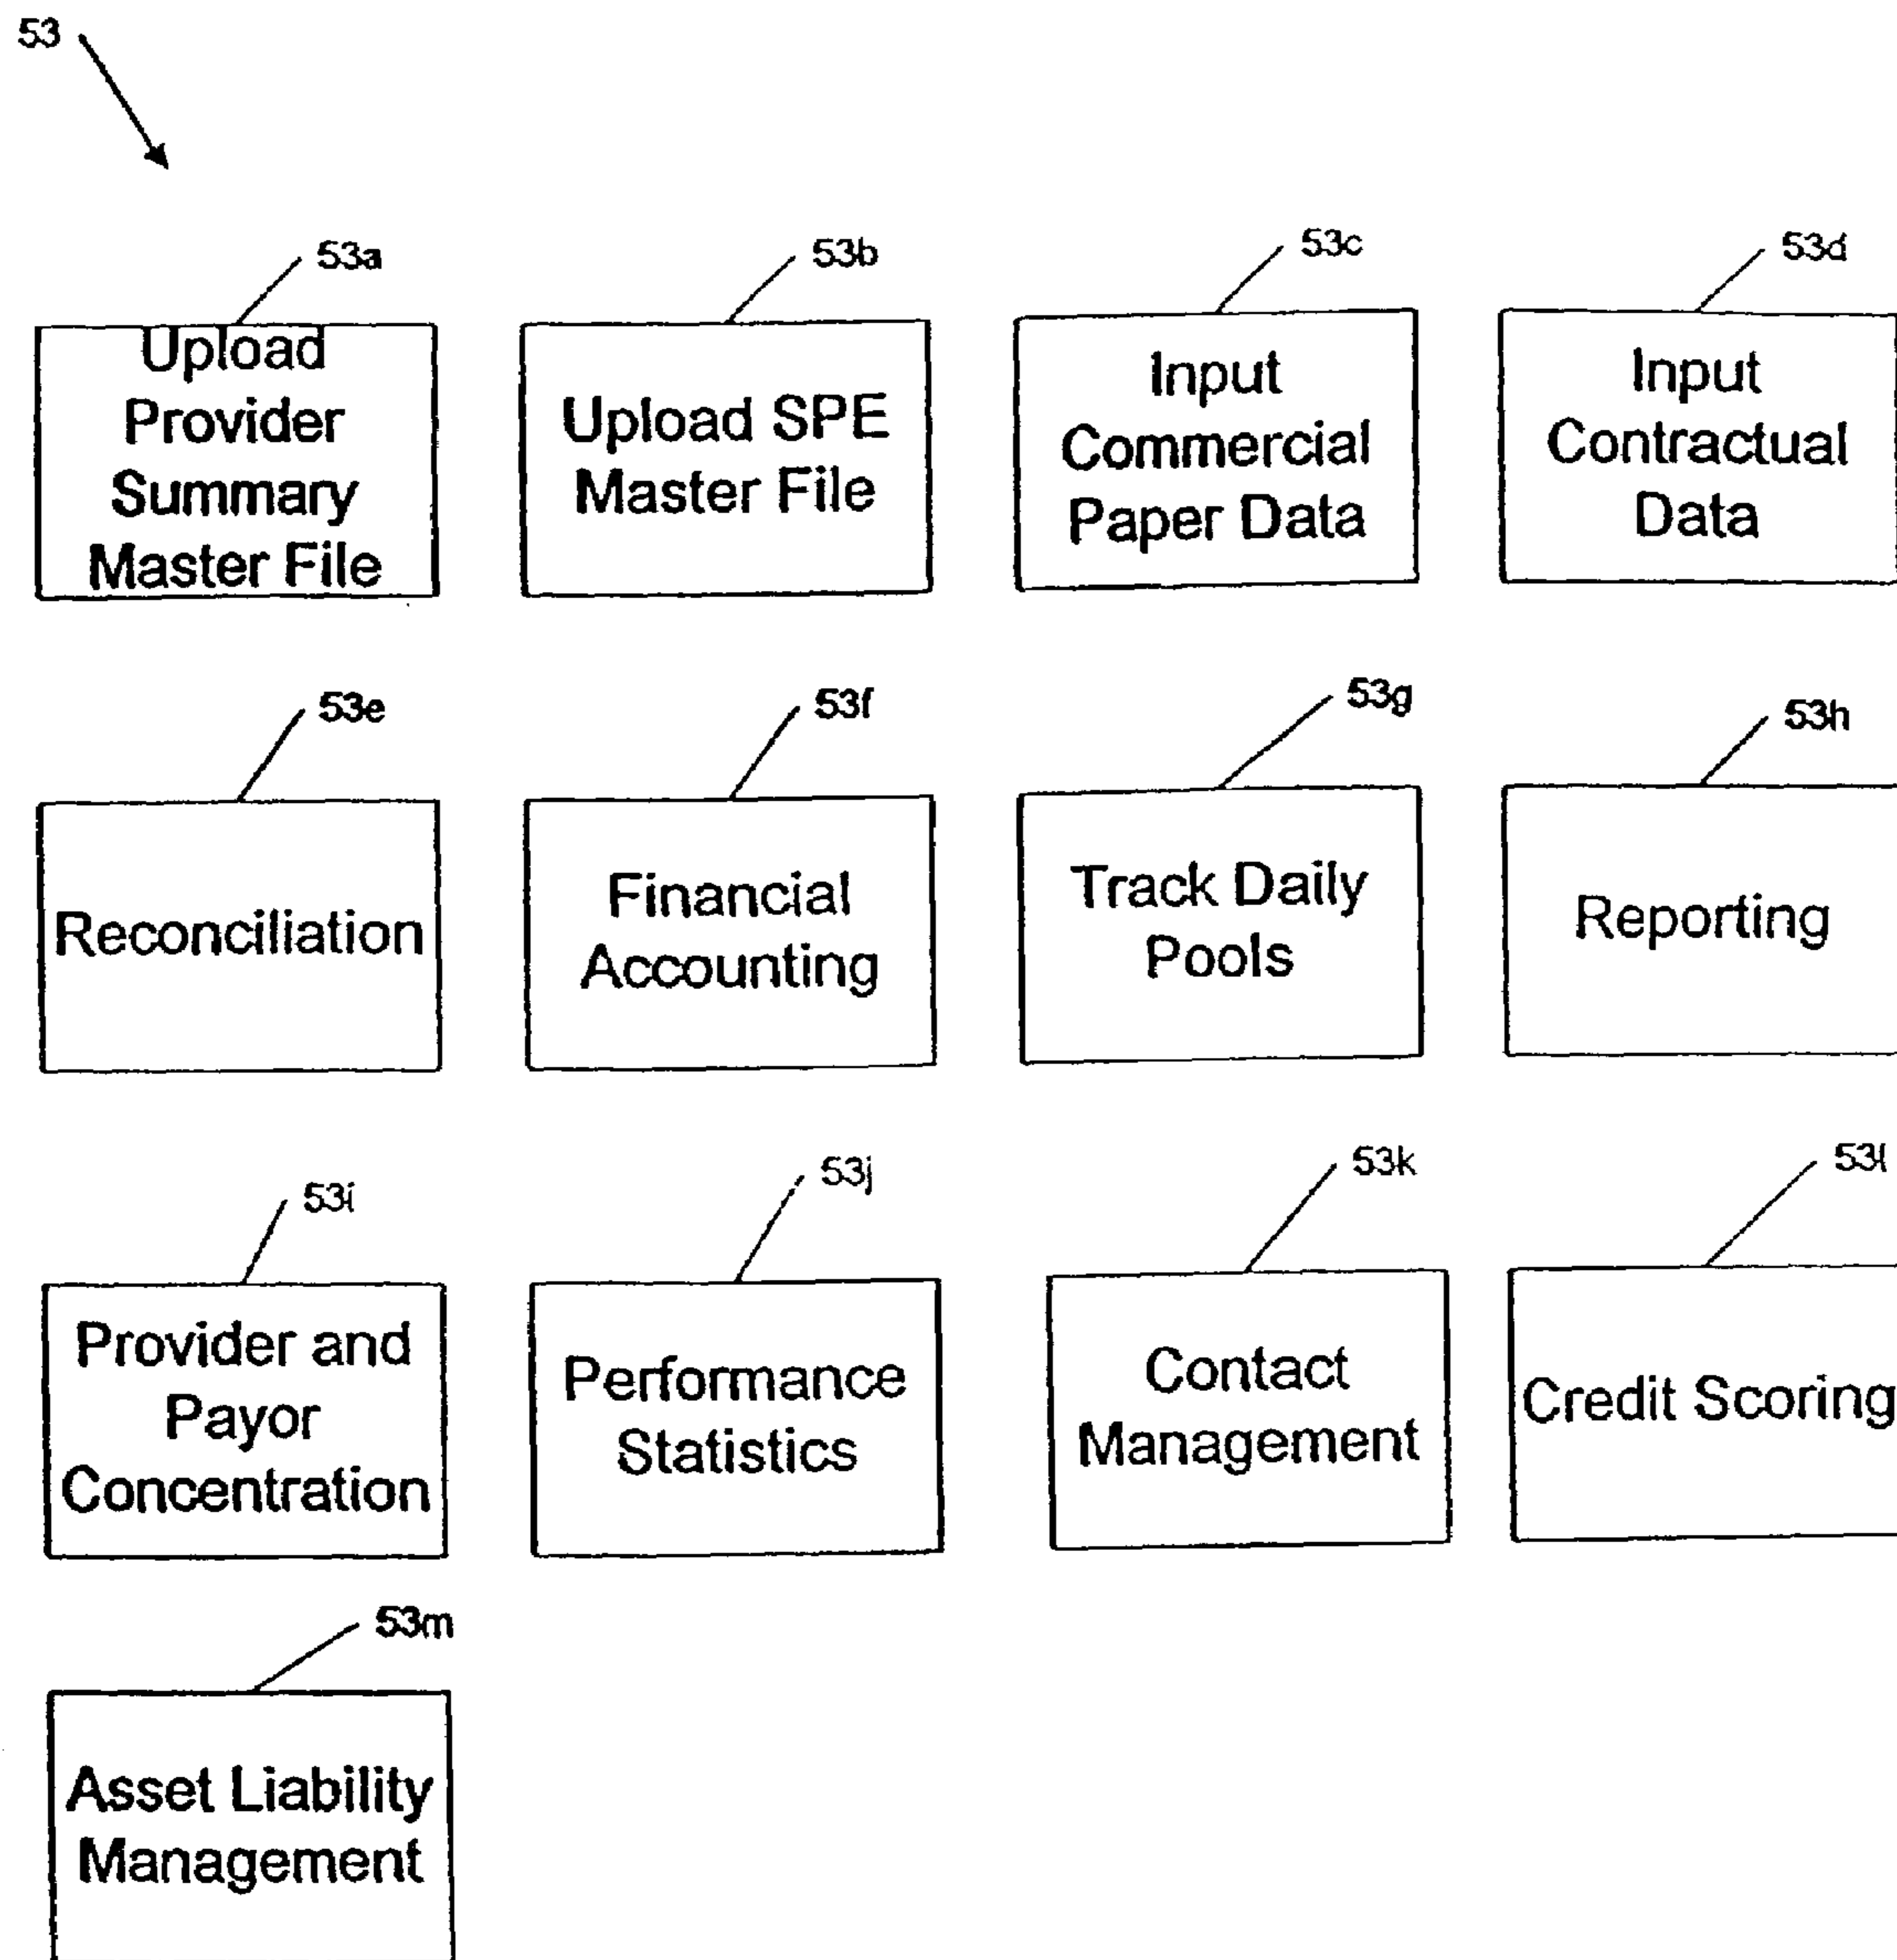 53
53a
53b
53c
53d
Upload
Provider
Summary
Master File
Upload SPE
Master File
Input
Commercial
Paper Data
Input
Contractual
Data
53e
53f
53g
53h
Reconciliation
Financial
Accounting
Track Daily
Pools
Reporting
53i
53j
53k
53l
Provider and
Payor
Concentration
Performance
Statistics
Contact
Management
Credit Scoring
53m
Asset Liability
Management